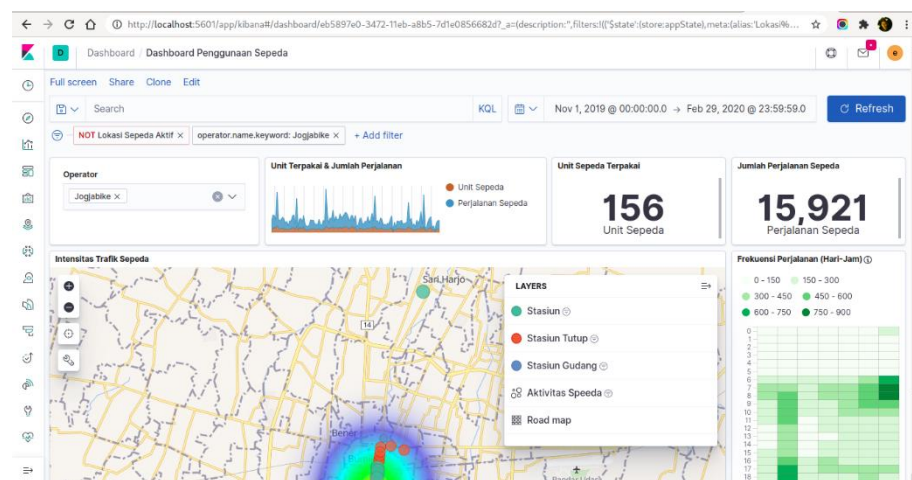 http://localhost:5601/app/kibana#/dashboard/eb5897e0-3472-11eb-a8b5-7d1e0856682d?_a=(description:'',filters:!(('$state':(store:appState),meta:(alias:'Lokasi%...
D
Dashboard / Dashboard Penggunaan Sepeda
e
Full screen Share Clone Edit
Search KQL Nov 1, 2019 @ 00:00:00.0 → Feb 29, 2020 @ 23:59:59.0 Refresh
NOT Lokasi Sepeda Aktif × operator.name.keyword: Jogjabike × + Add filter
Operator
Jogjabike ×
Unit Terpakai & Jumlah Perjalanan
Unit Sepeda
Perjalanan Sepeda
Unit Sepeda Terpakai
156
Unit Sepeda
Jumlah Perjalanan Sepeda
15,921
Perjalanan Sepeda
Intensitas Trafik Sepeda
Sari Harjo
14
Bener
Bandar Udara
LAYERS
Stasiun
Stasiun Tutup
Stasiun Gudang
Aktivitas Speeda
Road map
Frekuensi Perjalanan (Hari-Jam)
0 - 150 150 - 300
300 - 450 450 - 600
600 - 750 750 - 900
0
1
2
3
4
5
6
7
8
9
10
11
12
13
14
15
16
17
18